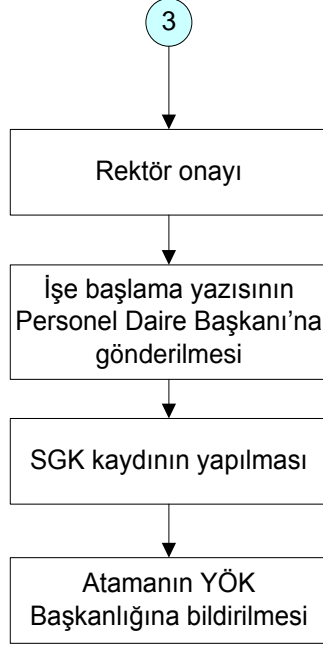 3
Rektör onayı
İşe başlama yazısının
Personel Daire Başkanı’na
gönderilmesi
SGK kaydının yapılması
Atamanın YÖK
Başkanlığına bildirilmesi